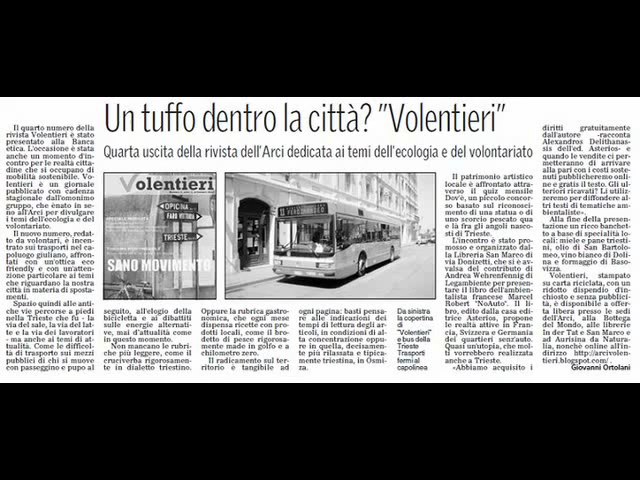 Un tuffo dentro la città? "Volentieri"
Quarta uscita della rivista dell'Arci dedicata ai temi dell'ecologia e del volontariato
Il quarto numero della
rivista Volentieri è stato
presentato alla Banca
etica. L'occasione è stata
anche un momento d'in-
contro per le realtà citta-
dine che si occupano di
mobilità sostenibile. Vo-
lentieri è un giornale
pubblicato con cadenza
stagionale dall'omonimo
gruppo, che è nato in se-
no all'Arci per divulgare
i temi dell'ecologia e del
volontariato.
Il nuovo numero, redat-
to da volontari, è incen-
trato sui trasporti nel ca-
poluogo giuliano, affron-
tati con un'ottica eco
friendly e con un'atten-
zione particolare ai temi
che riguardano la nostra
città in materia di sposta-
menti.
Spazio quindi alle anti-
che vie percorse a piedi
nella Trieste che fu - la
via del sale, la via del lat-
te e la via dei lavoratori
- ma anche ai temi di at-
tualità. Come le difficol-
tà di trasporto sui mezzi
pubblici di chi si muove
con passeggino e pupo al
Volentieri
OPICINA
FARO VITTORIA
TRIESTE
SANO MOVIMENTO
seguito, all'elogio della
bicicletta e ai dibattiti
sulle energie alternati-
ve, mai d'attualità come
in questo momento.
Non mancano le rubri-
che più leggere, come il
cruciverba rigorosamen-
te in dialetto triestino.
Oppure la rubrica gastro-
nomica, che ogni mese
dispensa ricette con pro-
dotti locali, come il bro-
detto di pesce rigorosa-
mente in golfo e a
chilometro zero.
Il radicamento sul terri-
torio è tangibile ad
ogni pagina: basti pensa-
re alle indicazioni dei
tempi di lettura degli ar-
ticoli, in condizioni di al-
ta concentrazione oppu-
re in quella, decisamen-
te più rilassata e tipica-
mente triestina, in Osmi-
za.
Da sinistra
la copertina
di
"Volentieri"
e bus della
Trieste
Trasporti
fermi al
capolinea
Il patrimonio artistico
locale è affrontato attra-
verso il quiz mensile
Dov'è, un piccolo concor-
so basato sul riconosci-
mento di una statua o di
uno scorcio pescato qua
e là fra gli angoli nasco-
sti di Trieste.
L'incontro è stato pro-
mosso e organizzato dal-
la Libreria San Marco di
via Donizetti, che si è av-
valsa del contributo di
Andrea Wehrenfennig di
Legambiente per presen-
tare il libro dell'ambien-
talista francese Marcel
Robert "NoAuto". Il li-
bro, edito dalla casa edi-
trice Asterios, propone
le realtà attive in Fran-
cia, Svizzera e Germania
dei quartieri senz'auto.
Quasi un'utopia, che mol-
ti vorrebbero realizzata
anche a Trieste.
«Abbiamo acquisito i
diritti gratuitamente
dall'autore -racconta
Alexandros Delithanas-
sis dell'ed. Asterios- e
quando le vendite ci per-
metteranno di arrivare
alla pari con i costi soste-
nuti pubblicheremo onli-
ne e gratis il testo. Gli ul-
teriori ricavati? Li utiliz-
zeremo per diffondere al-
tri testi di tematiche am-
bientaliste».
Alla fine della presenta-
zione un ricco banchet-
to a base di specialità lo-
cali: miele e pane triesti-
ni, olio di San Bartolo-
meo, vino bianco di Doli-
na e formaggio di Baso-
vizza.
Volentieri, stampato
su carta riciclata, con un
ridotto dispendio d'in-
chiostro e senza pubblici-
tà, è disponibile a offer-
ta libera presso le sedi
dell'Arci, alla Bottega
del Mondo, alle librerie
In der Tat e San Marco e
ad Aurisina da Natura-
lia, nonché online all'in-
dirizzo http://arcivolen-
tieri.blogspot.com/ .
Giovanni Ortolani